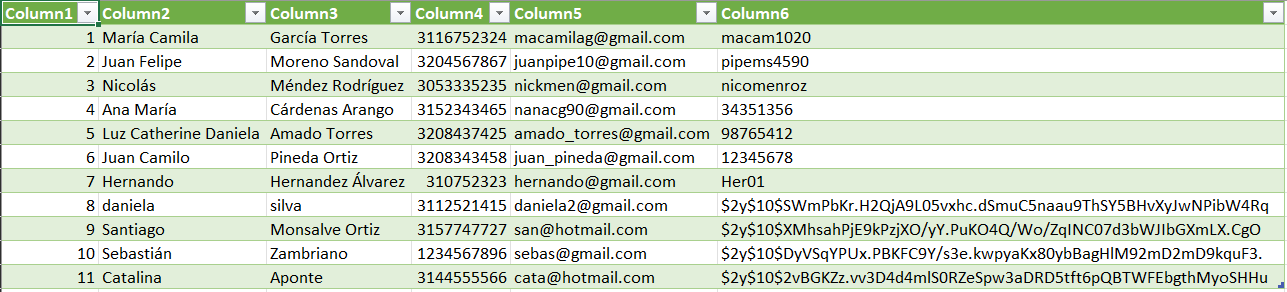 Column1 Column2 Column3 Column4 Column5 Column6
1 María Camila García Torres 3116752324 macamilag@gmail.com macam1020
2 Juan Felipe Moreno Sandoval 3204567867 juanpipe10@gmail.com pipems4590
3 Nicolás Méndez Rodríguez 3053335235 nickmen@gmail.com nicomenroz
4 Ana María Cárdenas Arango 3152343465 nanacg90@gmail.com 34351356
5 Luz Catherine Daniela Amado Torres 3208437425 amado_torres@gmail.com 98765412
6 Juan Camilo Pineda Ortiz 3208343458 juan_pineda@gmail.com 12345678
7 Hernando Hernandez Álvarez 310752323 hernando@gmail.com Her01
8 daniela silva 3112521415 daniela2@gmail.com $2y$10$SWmPbKr.H2QjA9L05vxhc.dSmuC5naau9ThSY5BHvXyJwNPibW4Rq
9 Santiago Monsalve Ortiz 3157747727 san@hotmail.com $2y$10$XMhsahPjE9kPzjXO/yY.PuKO4Q/Wo/ZqINC07d3bWJIbGXmLX.CgO
10 Sebastián Zambriano 1234567896 sebas@gmail.com $2y$10$DyVSqYPUx.PBKFC9Y/s3e.kwpyaKx80ybBagHlM92mD2mD9kquF3.
11 Catalina Aponte 3144555566 cata@hotmail.com $2y$10$2vBGKZz.vv3D4d4mlS0RZeSpw3aDRD5tft6pQBTWFEbgthMyoSHHu